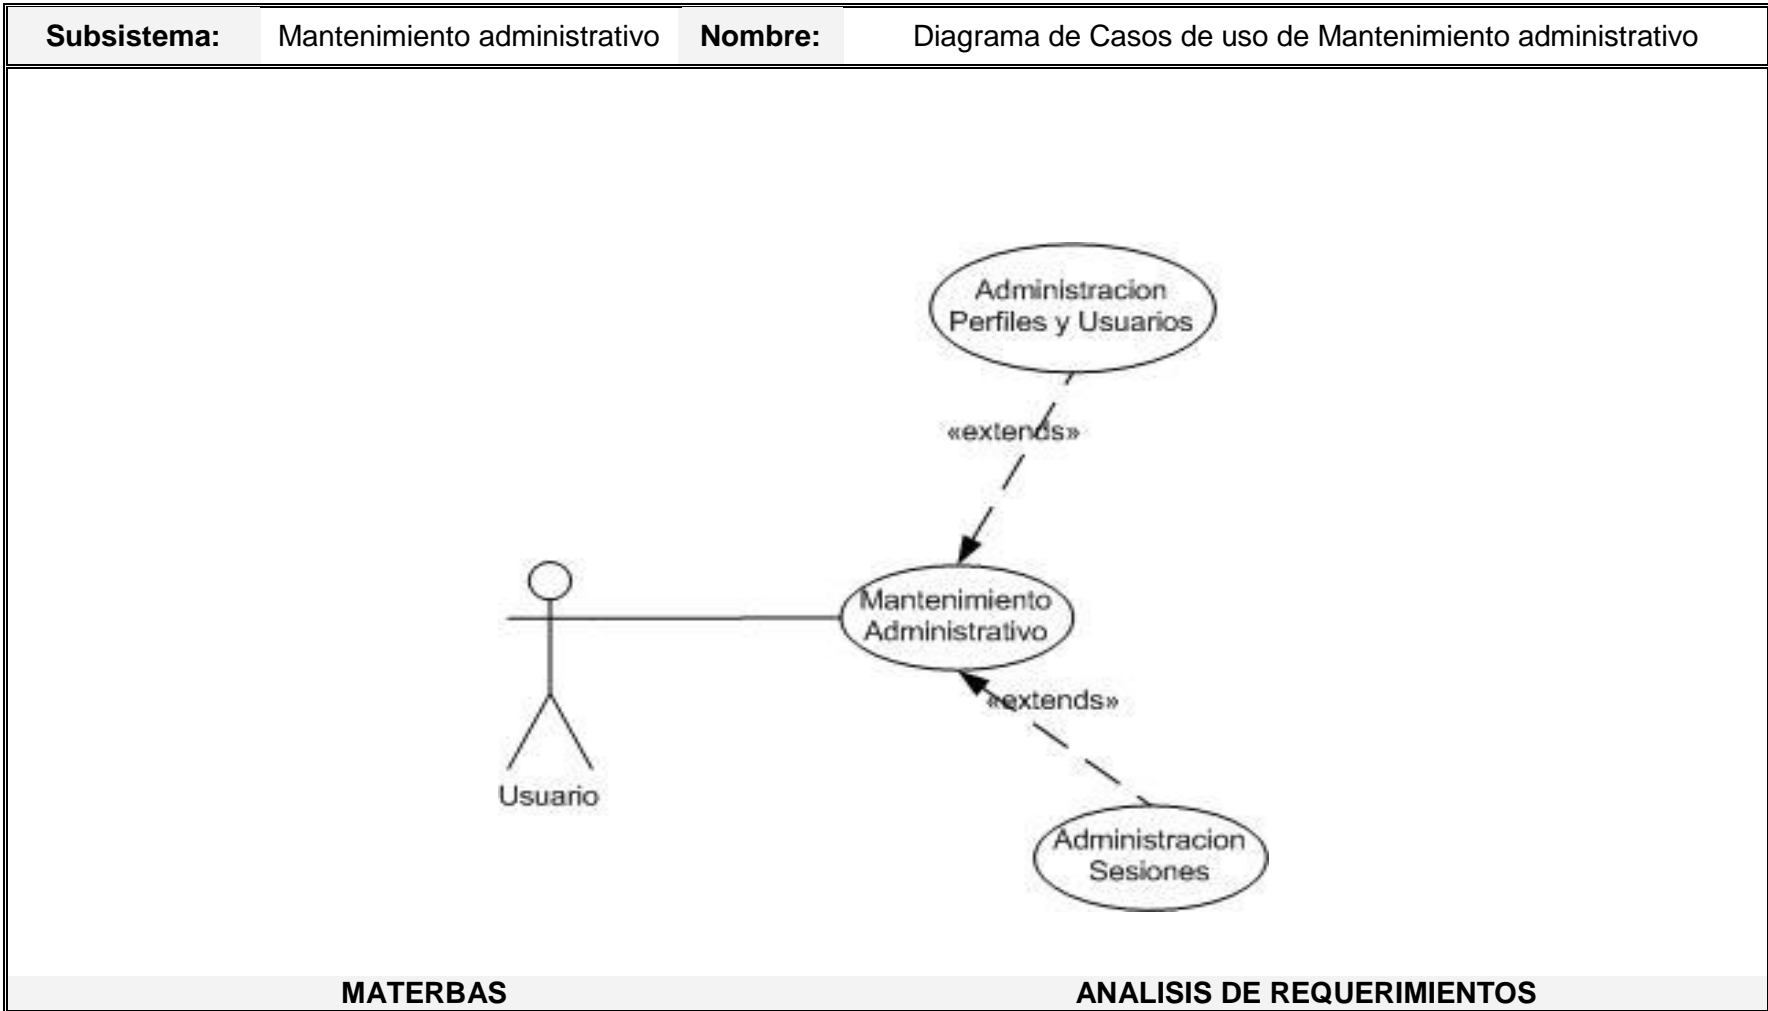 Subsistema: Mantenimiento administrativo Nombre: Diagrama de Casos de uso de Mantenimiento administrativo
Administracion
Perfiles y Usuarios
«extends»
Mantenimiento
Administrativo
«extends»
Usuario
Administracion
Sesiones
MATERBAS ANALISIS DE REQUERIMIENTOS